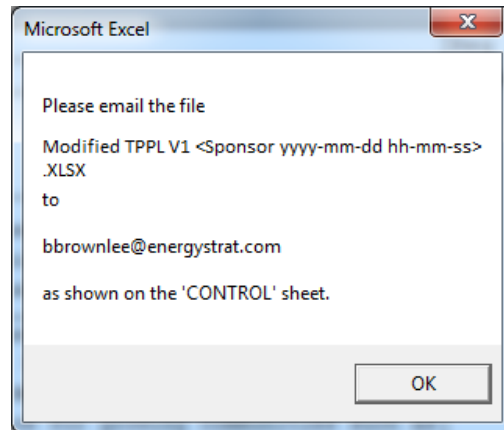 Microsoft Excel
Please email the file
Modified TPPL V1 <Sponsor yyyy-mm-dd hh-mm-ss>
.XLSX
to
bbrownlee@energystrat.com
as shown on the 'CONTROL' sheet.
OK